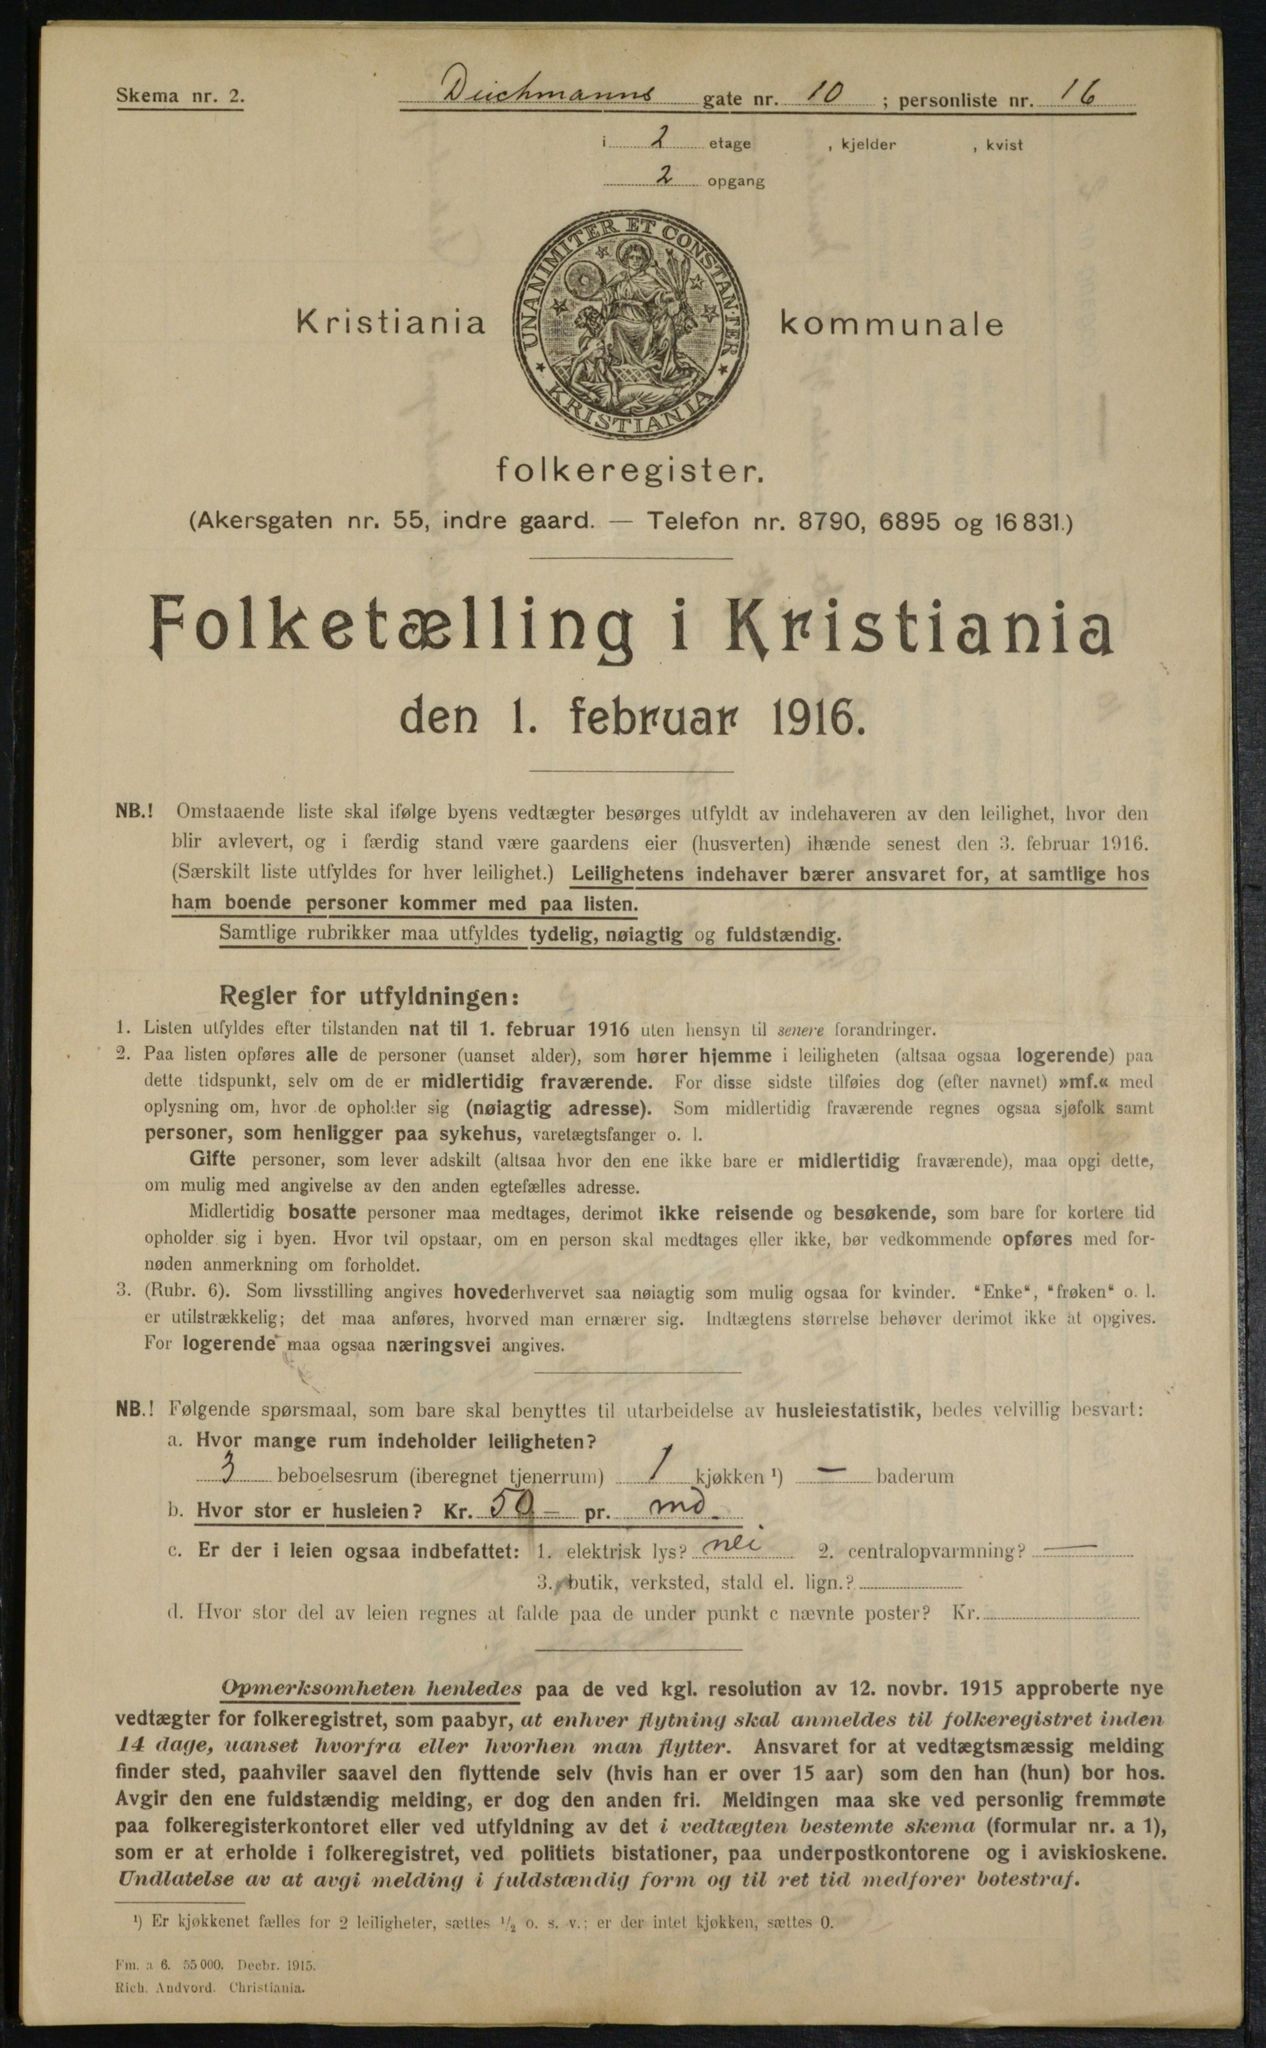 Skema nr. 2. Deichmanns gate nr. 10 ; personliste nr. 16
i 2 etage , kjelder , kvist
2 opgang
UNANIMITER ET CONSTANTER
KRISTIANIA
Kristiania kommunale
folkeregister.
(Akersgaten nr. 55, indre gaard. — Telefon nr. 8790, 6895 og 16 831.)
Folketælling i Kristiania
den 1. februar 1916.
NB.! Omstaaende liste skal ifølge byens vedtægter besørges utfyldt av indehaveren av den leilighet, hvor den
blir avlevert, og i færdig stand være gaardens eier (husverten) ihænde senest den 3. februar 1916.
(Særskilt liste utfyldes for hver leilighet.) Leilighetens indehaver bærer ansvaret for, at samtlige hos
ham boende personer kommer med paa listen.
Samtlige rubrikker maa utfyldes tydelig, nøiagtig og fuldstændig.
Regler for utfyldningen:
1. Listen utfyldes efter tilstanden nat til 1. februar 1916 uten hensyn til senere forandringer.
2. Paa listen opføres alle de personer (uanset alder), som hører hjemme i leiligheten (altsaa ogsaa logerende) paa
dette tidspunkt, selv om de er midlertidig fraværende. For disse sidste tilføies dog (efter navnet) »mf.« med
oplysning om, hvor de opholder sig (nøiagtig adresse). Som midlertidig fraværende regnes ogsaa sjøfolk samt
personer, som henligger paa sykehus, varetægtsfanger o. l.
Gifte personer, som lever adskilt (altsaa hvor den ene ikke bare er midlertidig fraværende), maa opgi dette,
om mulig med angivelse av den anden egtefælles adresse.
Midlertidig bosatte personer maa medtages, derimot ikke reisende og besøkende, som bare for kortere tid
opholder sig i byen. Hvor tvil opstaar, om en person skal medtages eller ikke, bør vedkommende opføres med for-
nøden anmerkning om forholdet.
3. (Rubr. 6). Som livsstilling angives hovederhvervet saa nøiagtig som mulig ogsaa for kvinder. "Enke", "frøken" o. l.
er utilstrækkelig; det maa anføres, hvorved man ernærer sig. Indtægtens størrelse behøver derimot ikke at opgives.
For logerende maa ogsaa næringsvei angives.
NB.! Følgende spørsmaal, som bare skal benyttes til utarbeidelse av husleiestatistik, bedes velvillig besvart:
a. Hvor mange rum indeholder leiligheten?
3 beboelsesrum (iberegnet tjenerrum) 1 kjøkken ¹) — baderum
b. Hvor stor er husleien? Kr. 50 – pr. md.
c. Er der i leien ogsaa indbefattet: 1. elektrisk lys? nei 2. centralopvarmning? —
3. butik, verksted, stald el. lign.?
d. Hvor stor del av leien regnes at falde paa de under punkt c nævnte poster? Kr.
Opmerksomheten henledes paa de ved kgl. resolution av 12. novbr. 1915 approberte nye
vedtægter for folkeregistret, som paabyr, at enhver flytning skal anmeldes til folkeregistret inden
14 dage, uanset hvorfra eller hvorhen man flytter. Ansvaret for at vedtægtsmæssig melding
finder sted, paahviler saavel den flyttende selv (hvis han er over 15 aar) som den han (hun) bor hos.
Avgir den ene fuldstændig melding, er dog den anden fri. Meldingen maa ske ved personlig fremmøte
paa folkeregisterkontoret eller ved utfyldning av det i vedtægten bestemte skema (formular nr. a 1),
som er at erholde i folkeregistret, ved politiets bistationer, paa underpostkontorene og i aviskioskene.
Undlatelse av at avgi melding i fuldstændig form og til ret tid medfører botestraf.
¹) Er kjøkkenet fælles for 2 leiligheter, sættes ½ o. s. v.; er der intet kjøkken, sættes 0.
Fm. a 6. 55 000. Decbr. 1915.
Rich. Andvord. Christiania.